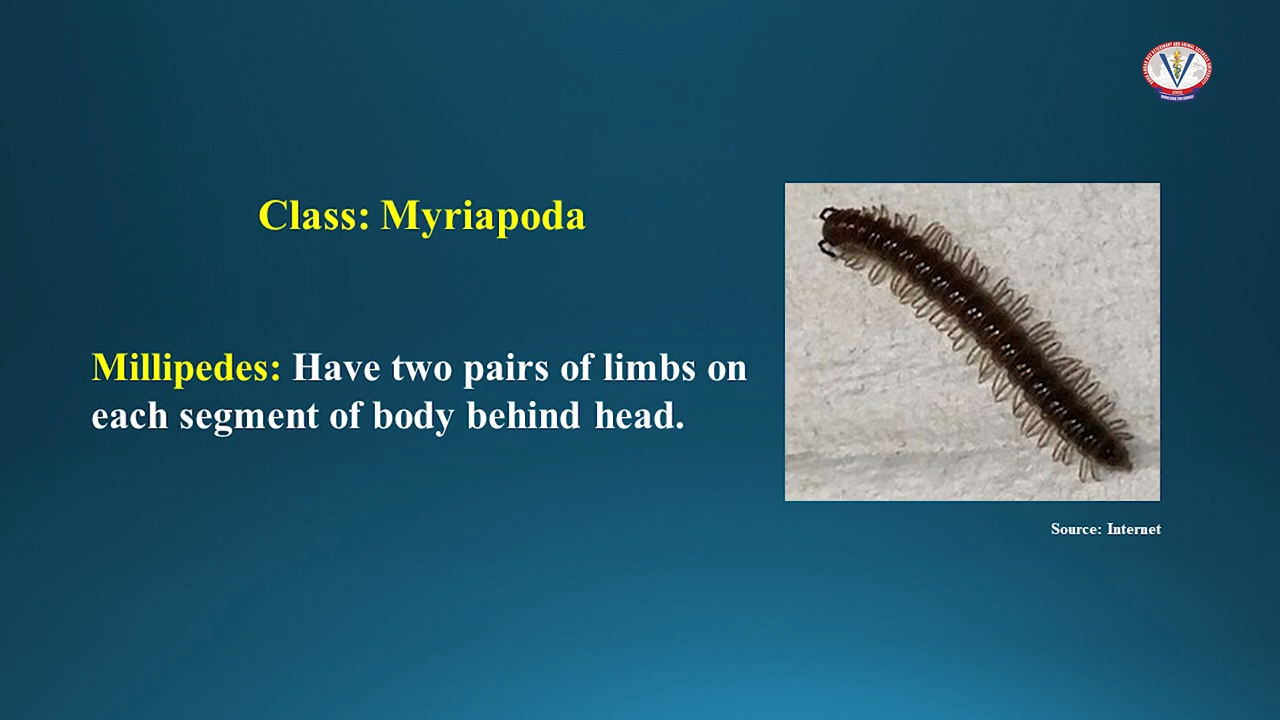 Class: Myriapoda
Millipedes: Have two pairs of limbs on
each segment of body behind head.
Source: Internet